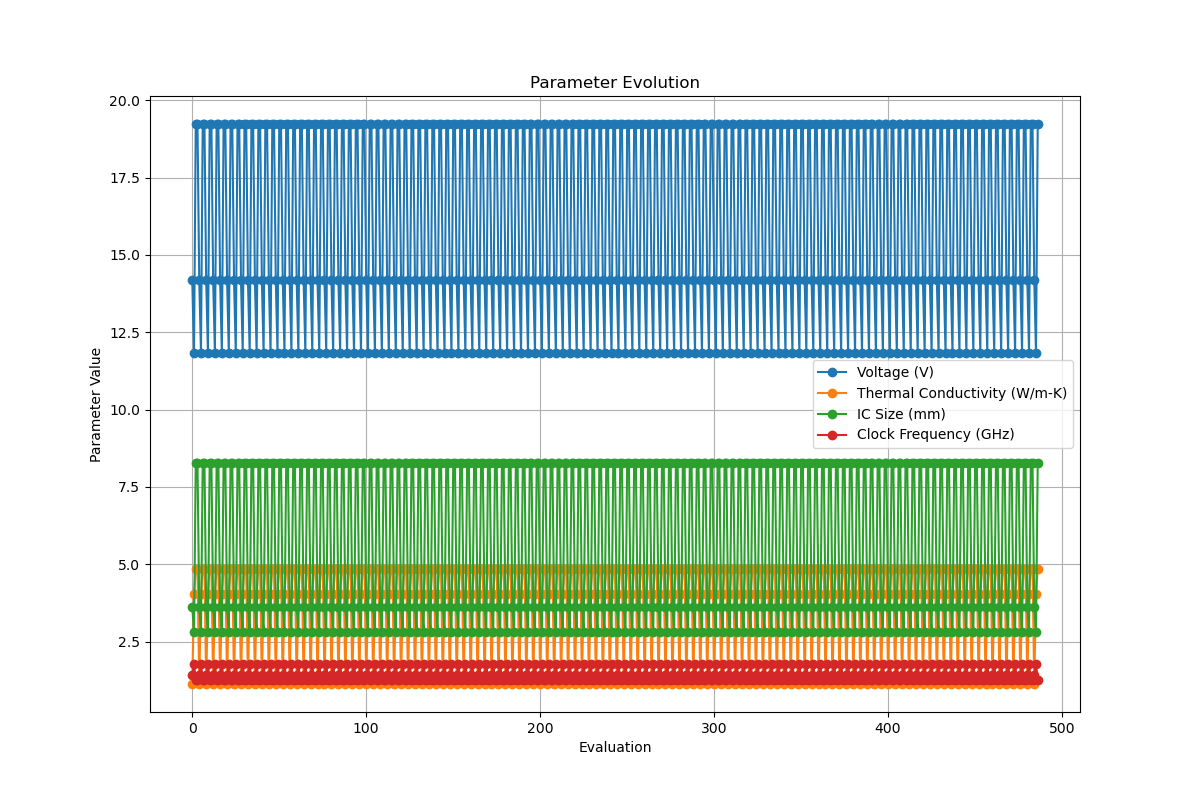 Parameter Evolution
20.0
17.5
15.0
12.5
10.0
7.5
5.0
2.5
Parameter Value
Voltage (V)
Thermal Conductivity (W/m-K)
IC Size (mm)
Clock Frequency (GHz)
0
100
200
300
400
500
Evaluation